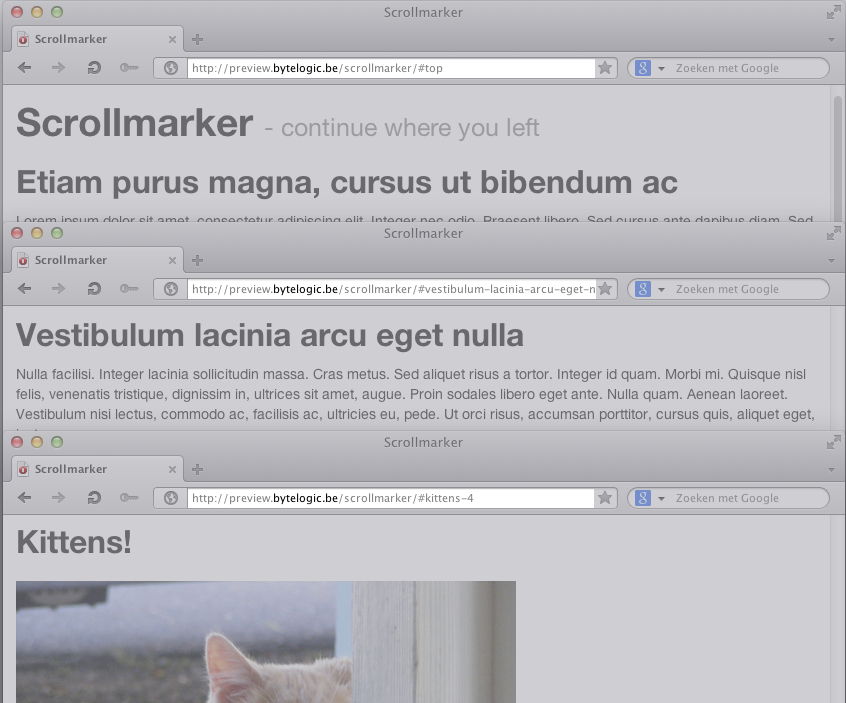 Scrollmarker
Scrollmarker
http://preview.bytelogic.be/scrollmarker/#top
8 Zoeken met Google
Scrollmarker - continue where you left
Etiam purus magna, cursus ut bibendum ac
Lorem ipsum dolor sit amet, consectetur adipiscing elit. Integer nec odio. Praesent libero. Sed cursus ante dapibus diam. Sed
Scrollmarker
Scrollmarker
http://preview.bytelogic.be/scrollmarker/#vestibulum-lacinia-arcu-eget-n
8 Zoeken met Google
Vestibulum lacinia arcu eget nulla
Nulla facilisi. Integer lacinia sollicitudin massa. Cras metus. Sed aliquet risus a tortor. Integer id quam. Morbi mi. Quisque nisl
felis, venenatis tristique, dignissim in, ultrices sit amet, augue. Proin sodales libero eget ante. Nulla quam. Aenean laoreet.
Vestibulum nisi lectus, commodo ac, facilisis ac, ultricies eu, pede. Ut orci risus, accumsan porttitor, cursus quis, aliquet eget,
Scrollmarker
Scrollmarker
http://preview.bytelogic.be/scrollmarker/#kittens-4
8 Zoeken met Google
Kittens!